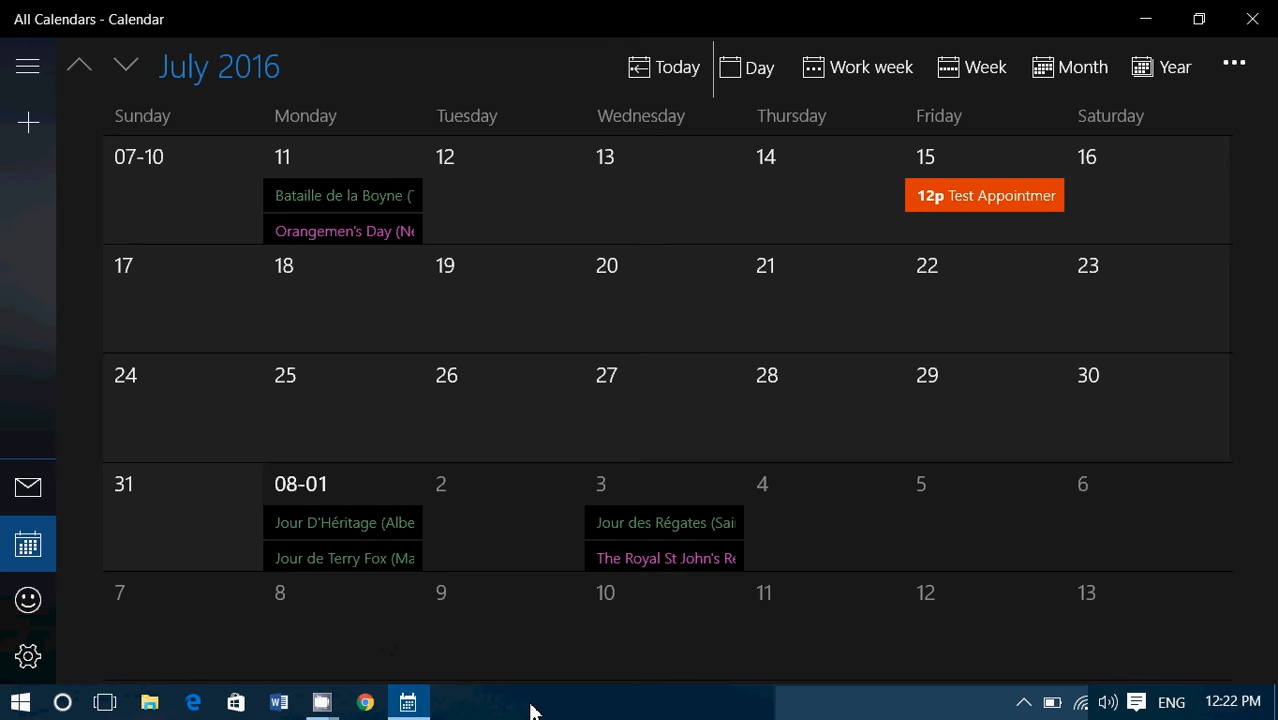 All Calendars - Calendar
July 2016
Today Day Work week Week Month Year
Sunday Monday Tuesday Wednesday Thursday Friday Saturday
07-10 11 12 13 14 15 16
Bataille de la Boyne ( 12p Test Appointmer
Orangemen's Day (Ne
17 18 19 20 21 22 23
24 25 26 27 28 29 30
31 08-01 2 3 4 5 6
Jour D'Héritage (Albe Jour des Régates (Sai
Jour de Terry Fox (Ma The Royal St John's Re
7 8 9 10 11 12 13
ENG 12:22 PM